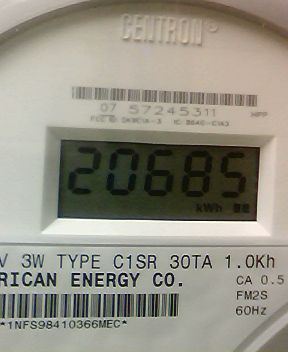 CENTRON®
07 57245311
HPP
20685
kWh
V 3W TYPE C1SR 30TA 1.0Kh
RICAN ENERGY CO.
CA 0.5
FM2S
60Hz
*1NFS98410366MEC*